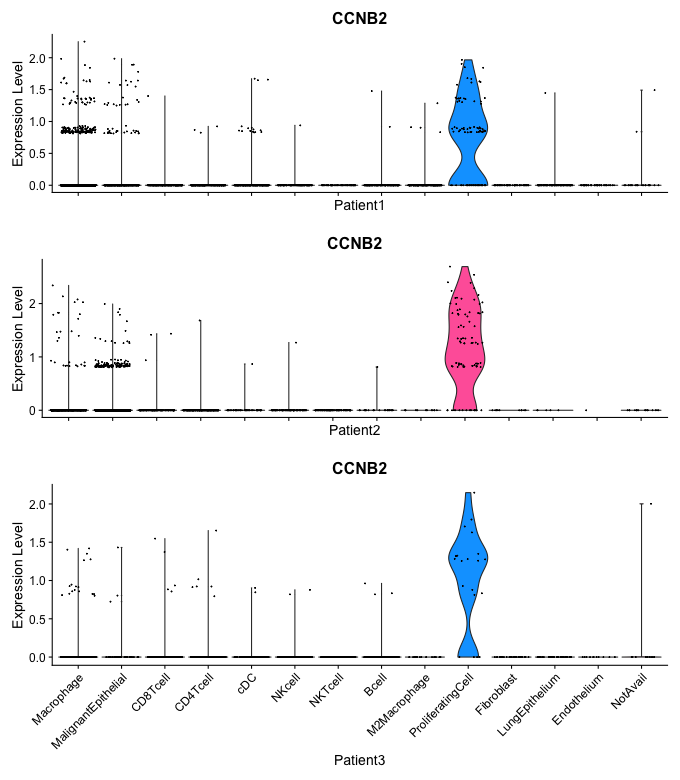 CCNB2
Expression Level
2.0
1.5
1.0
0.5
0.0
Patient1
CCNB2
Expression Level
2
1
0
Patient2
CCNB2
Expression Level
2.0
1.5
1.0
0.5
0.0
Macrophage
MalignantEpithelial
CD8Tcell
CD4Tcell
cDC
NKcell
NKTcell
Bcell
M2Macrophage
ProliferatingCell
Fibroblast
LungEpithelium
Endothelium
NotAvail
Patient3